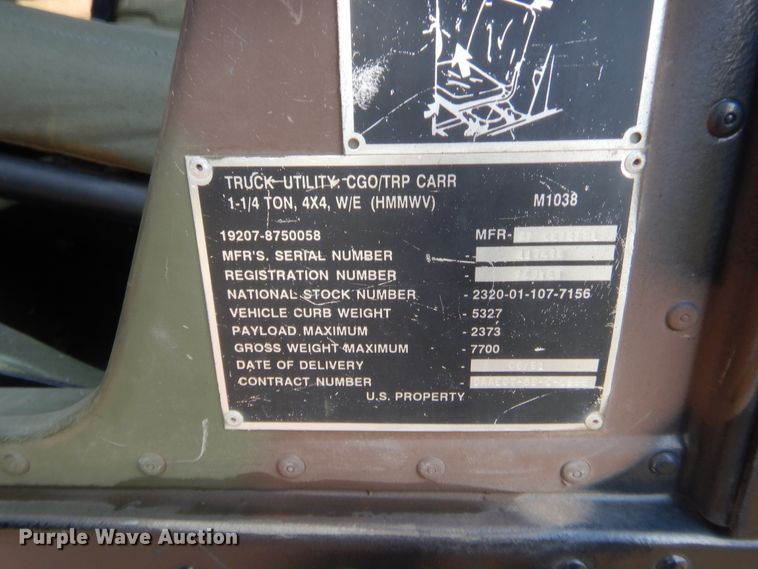 TRUCK UTILITY, CGO/TRP CARR
1-1/4 TON, 4X4, W/E (HMMWV) M1038
19207-8750058 MFR-
MFR'S. SERIAL NUMBER -
REGISTRATION NUMBER -
NATIONAL STOCK NUMBER - 2320-01-107-7156
VEHICLE CURB WEIGHT - 5327
PAYLOAD MAXIMUM - 2373
GROSS WEIGHT MAXIMUM - 7700
DATE OF DELIVERY -
CONTRACT NUMBER -
U.S. PROPERTY
Purple Wave Auction